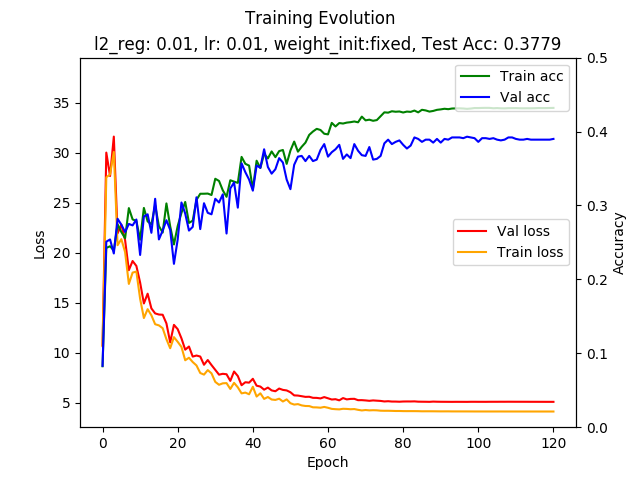 Training Evolution
l2_reg: 0.01, lr: 0.01, weight_init:fixed, Test Acc: 0.3779
Train acc
Val acc
Val loss
Train loss
Loss
35
30
25
20
15
10
5
Accuracy
0.5
0.4
0.3
0.2
0.1
0.0
0
20
40
60
80
100
120
Epoch